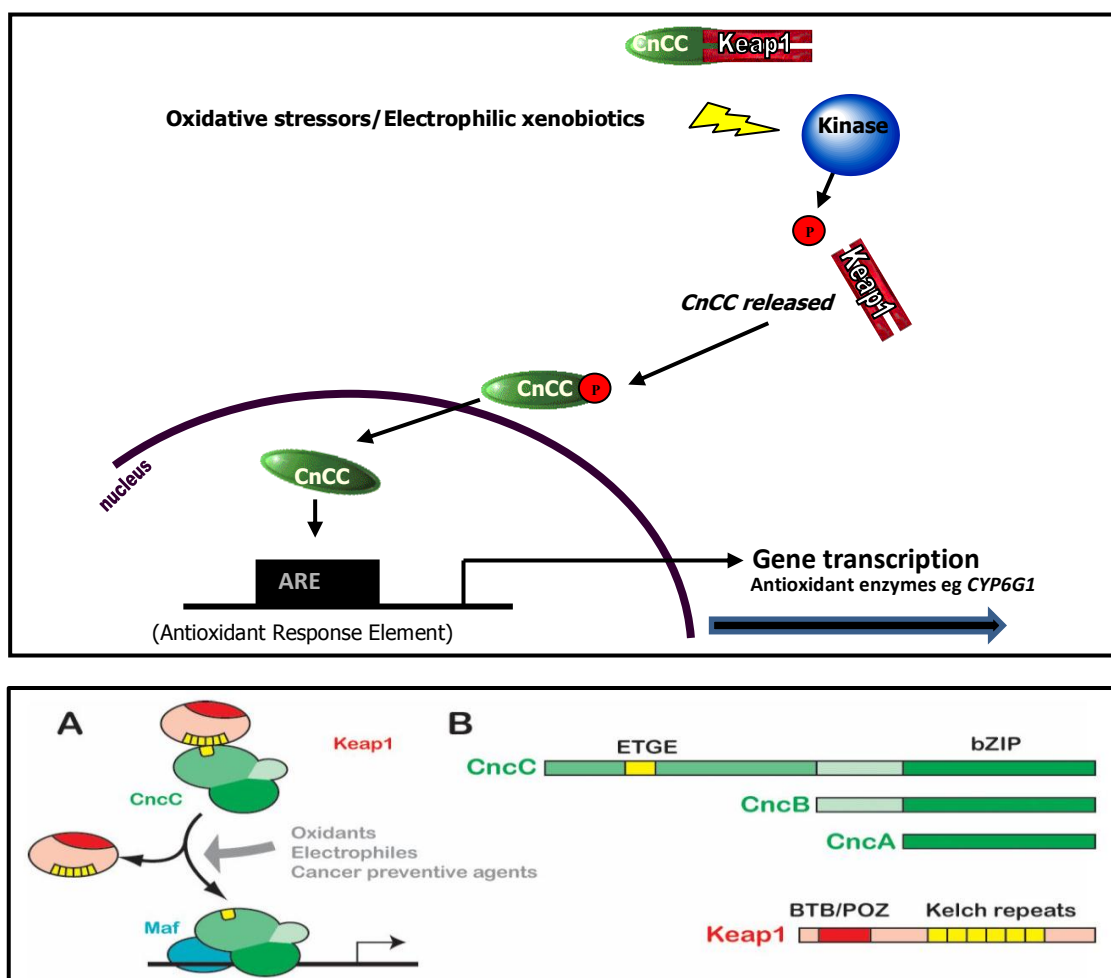 CnCC Keap1
Oxidative stressors/Electrophilic xenobiotics
Kinase
P
Keap1
CnCC released
CnCC P
nucleus
CnCC
ARE
(Antioxidant Response Element)
Gene transcription
Antioxidant enzymes eg CYP6G1
A
Keap1
CncC
Oxidants
Electrophiles
Cancer preventive agents
Maf
B
ETGE bZIP
CncC
CncB
CncA
BTB/POZ Kelch repeats
Keap1